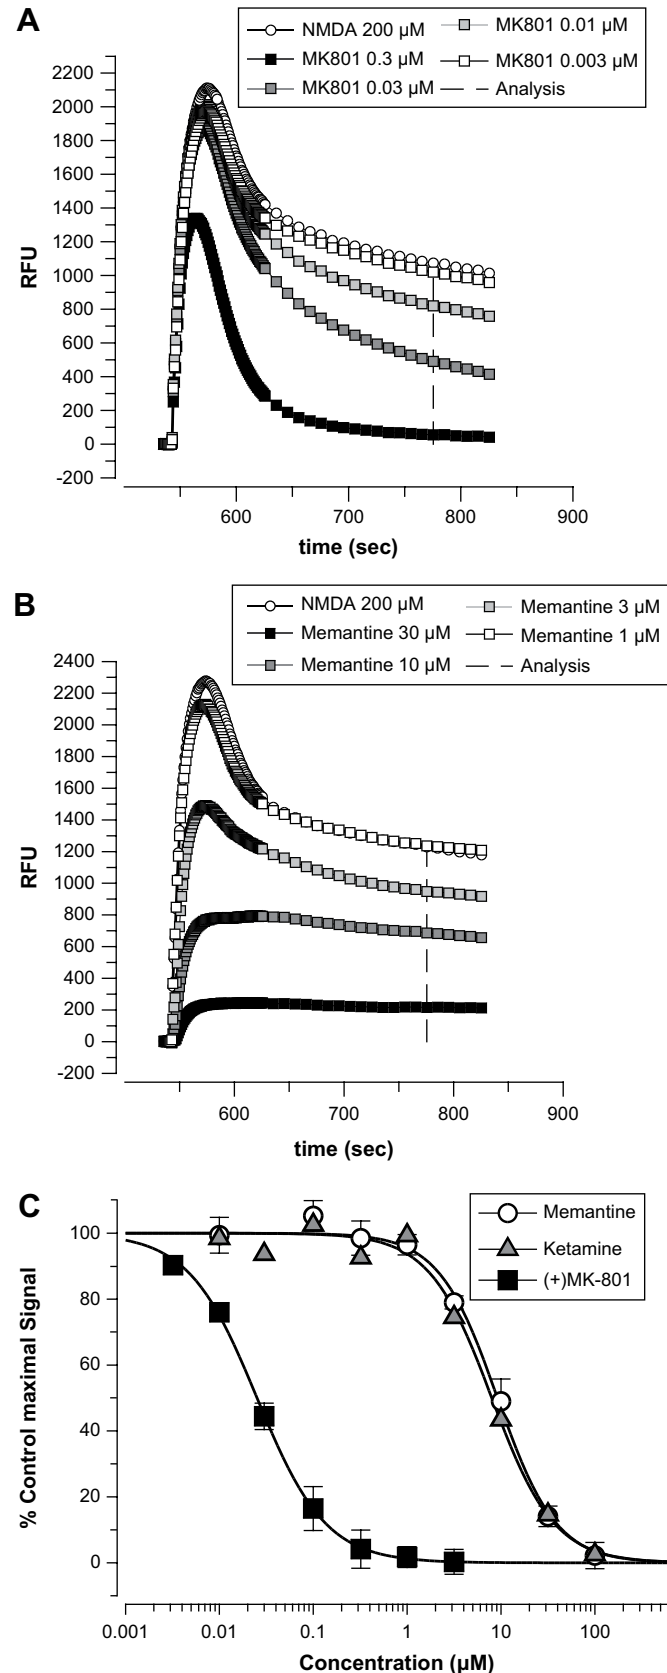 A
NMDA 200 µM
MK801 0.01 µM
MK801 0.3 µM
MK801 0.003 µM
MK801 0.03 µM
Analysis
2200
2000
1800
1600
1400
1200
1000
800
600
400
200
0
-200
RFU
600 700 800 900
time (sec)
B
NMDA 200 µM
Memantine 3 µM
Memantine 30 µM
Memantine 1 µM
Memantine 10 µM
Analysis
2400
2200
2000
1800
1600
1400
1200
1000
800
600
400
200
0
-200
RFU
600 700 800 900
time (sec)
C
Memantine
Ketamine
(+)MK-801
100
80
60
40
20
0
% Control maximal Signal
0.001 0.01 0.1 1 10 100
Concentration (µM)